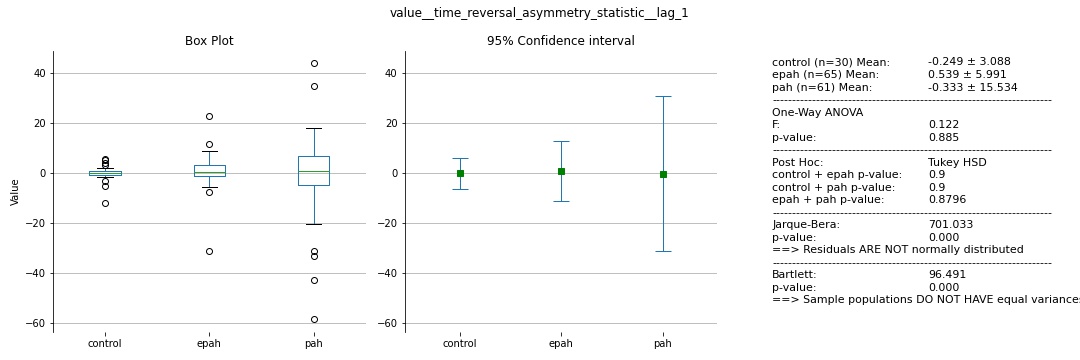 value__time_reversal_asymmetry_statistic__lag_1
Box Plot
Value
40
20
0
−20
−40
−60
control
epah
pah
95% Confidence interval
40
20
0
−20
−40
−60
control
epah
pah
control (n=30) Mean: -0.249 ± 3.088
epah (n=65) Mean: 0.539 ± 5.991
pah (n=61) Mean: -0.333 ± 15.534
One-Way ANOVA
F: 0.122
p-value: 0.885
Post Hoc: Tukey HSD
control + epah p-value: 0.9
control + pah p-value: 0.9
epah + pah p-value: 0.8796
Jarque-Bera: 701.033
p-value: 0.000
==> Residuals ARE NOT normally distributed
Bartlett: 96.491
p-value: 0.000
==> Sample populations DO NOT HAVE equal variances